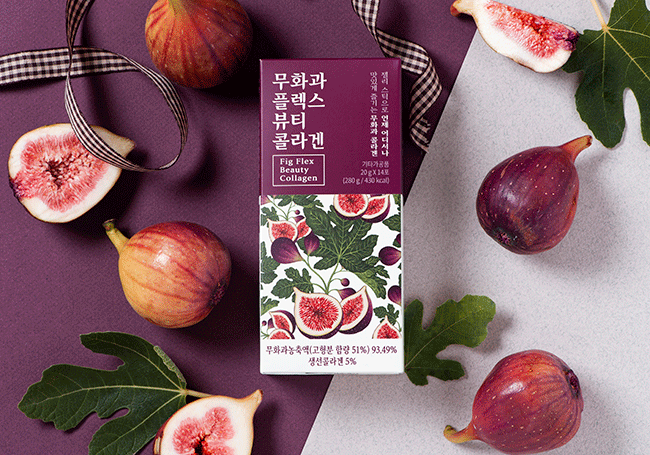 무화과
플렉스
뷰티
콜라겐
Fig Flex
Beauty
Collagen
젤리 스틱으로 언제 어디서나
맛있게 즐기는 무화과 콜라겐
기타가공품
20 g X 14포
(280 g / 430 kcal)
무화과농축액(고형분 함량 51%) 93.49%
생선콜라겐 5%